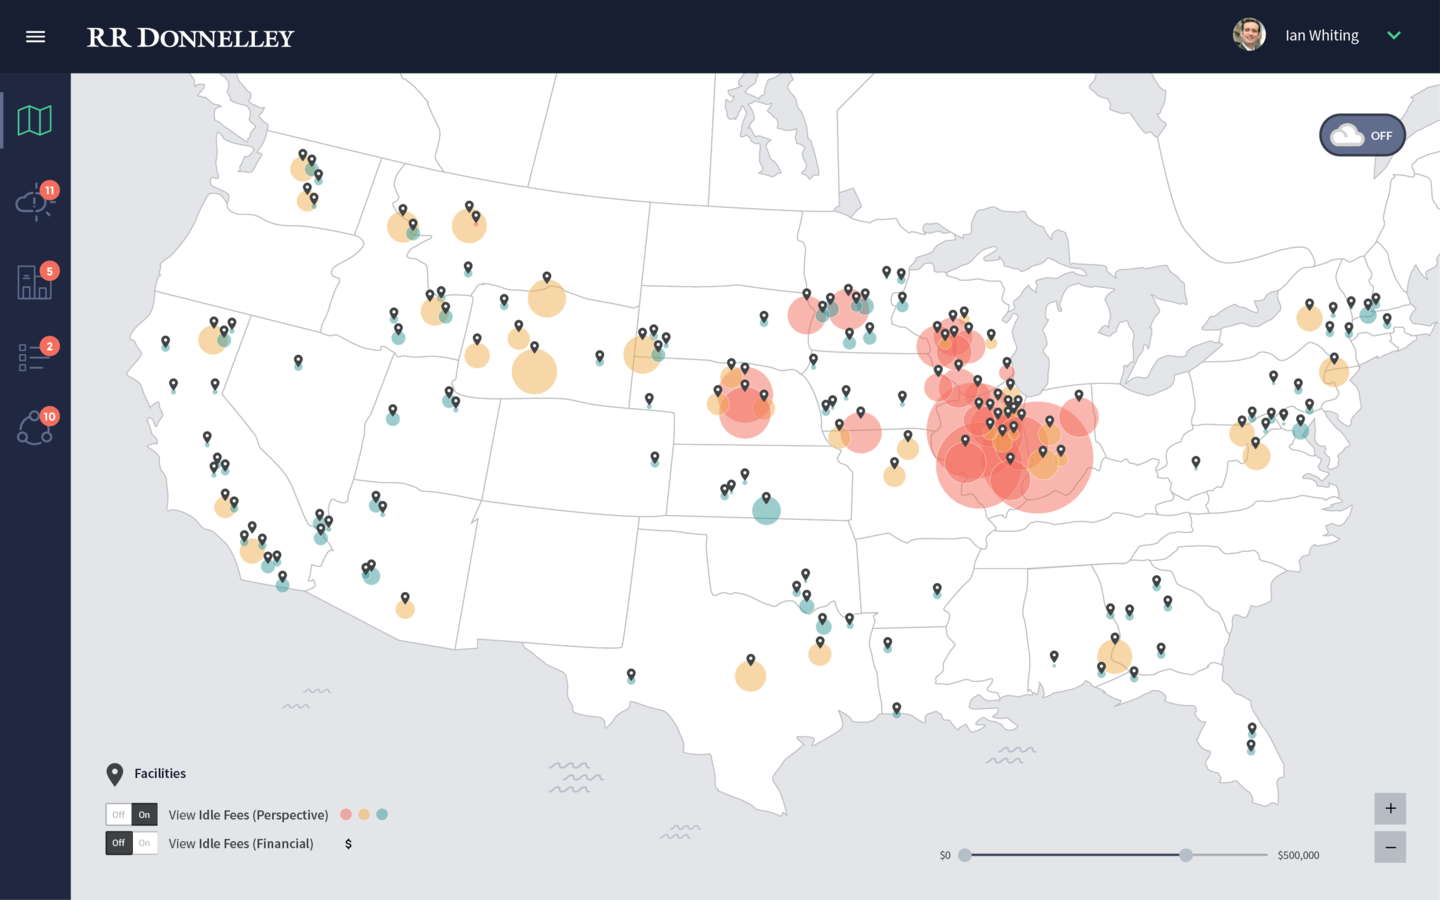 RR DONNELLEY
Ian Whiting
OFF
11
5
2
10
Facilities
Off On View Idle Fees (Perspective)
Off On View Idle Fees (Financial) $
$0 $500,000
+
−